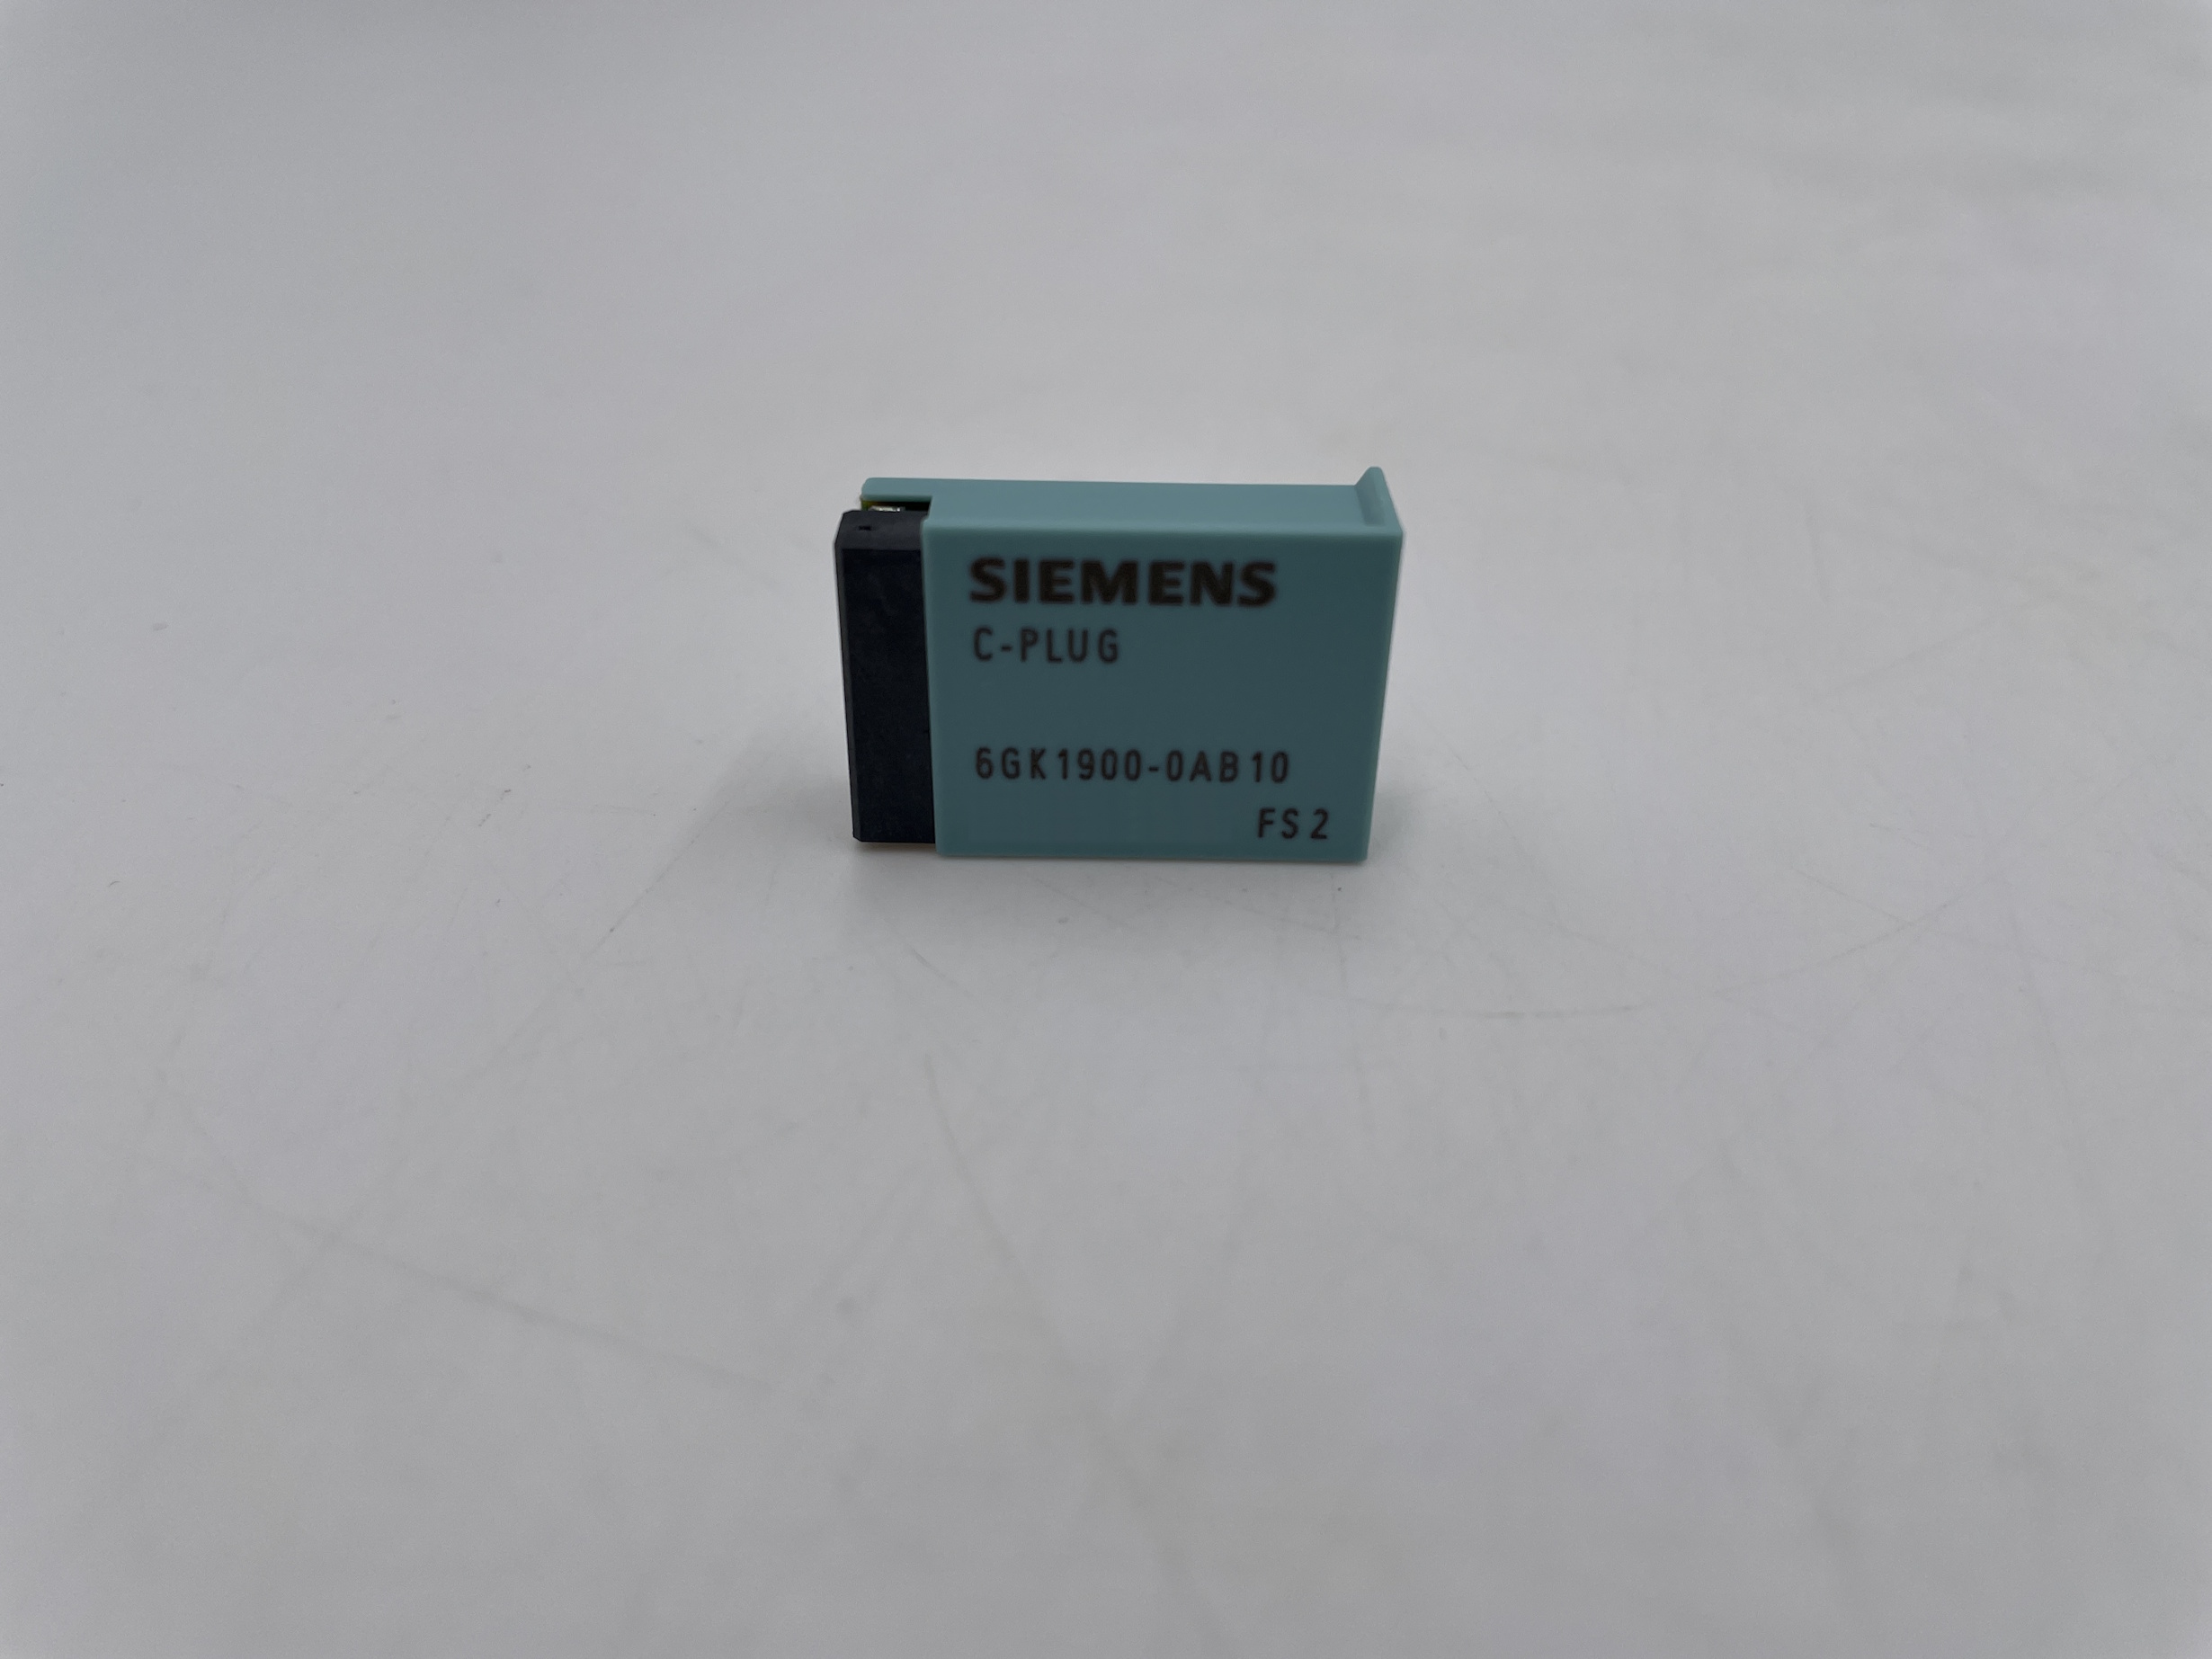 SIEMENS
C-PLUG
6GK1900-0AB10
FS 2